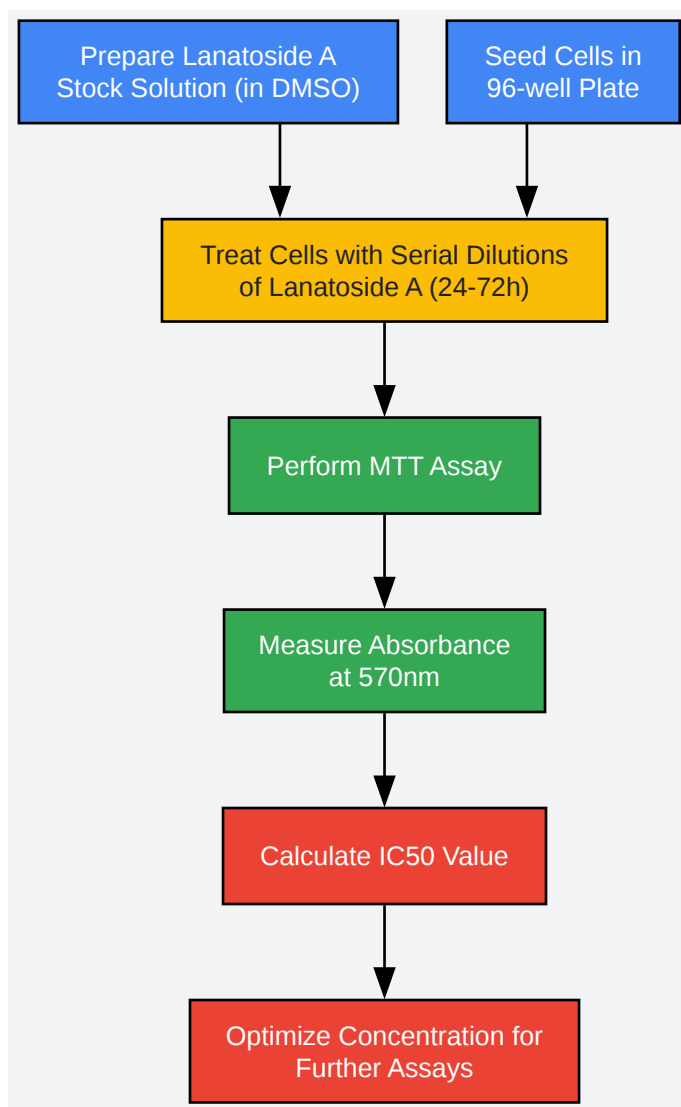 Prepare Lanatoside A
Stock Solution (in DMSO)
Seed Cells in
96-well Plate
Treat Cells with Serial Dilutions
of Lanatoside A (24-72h)
Perform MTT Assay
Measure Absorbance
at 570nm
Calculate IC50 Value
Optimize Concentration for
Further Assays